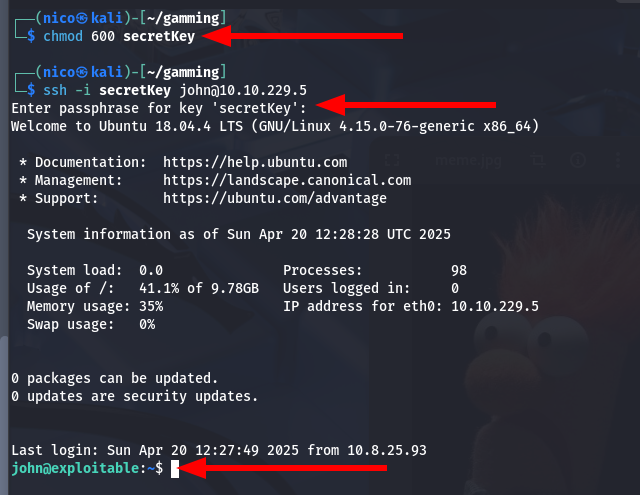 ┌──(nico㉿kali)-[~/gamming]
└─$ chmod 600 secretKey
┌──(nico㉿kali)-[~/gamming]
└─$ ssh -i secretKey john@10.10.229.5
Enter passphrase for key 'secretKey':
Welcome to Ubuntu 18.04.4 LTS (GNU/Linux 4.15.0-76-generic x86_64)
* Documentation: https://help.ubuntu.com
* Management: https://landscape.canonical.com
* Support: https://ubuntu.com/advantage
System information as of Sun Apr 20 12:28:28 UTC 2025
System load: 0.0 Processes: 98
Usage of /: 41.1% of 9.78GB Users logged in: 0
Memory usage: 35% IP address for eth0: 10.10.229.5
Swap usage: 0%
0 packages can be updated.
0 updates are security updates.
Last login: Sun Apr 20 12:27:49 2025 from 10.8.25.93
john@exploitable:~$